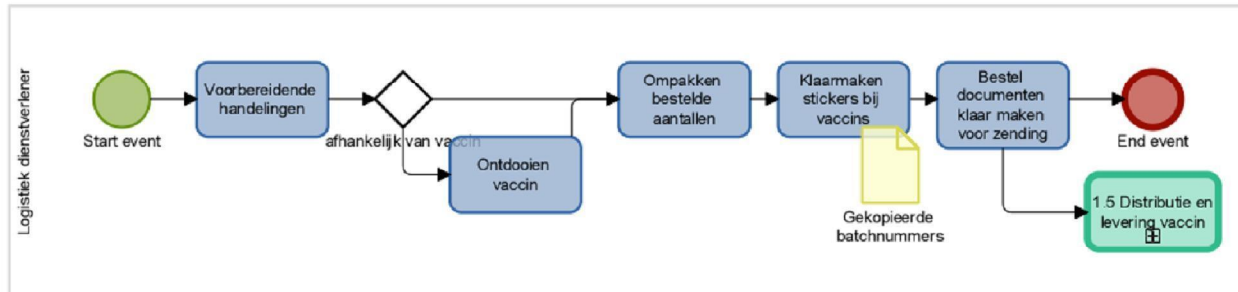 Logistiek dienstverlener
Start event
Voorbereidende
handelingen
afhankelijk van vaccin
Ontdooien
vaccin
Ompakken
bestelde
aantallen
Klaarmaken
stickers bij
vaccins
Gekopieerde
batchnummers
Bestel
documenten
klaar maken
voor zending
End event
1.5 Distributie en
levering vaccin